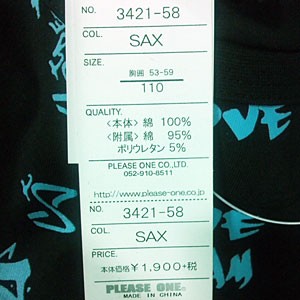 NO. 3421-58
COL. SAX
SIZE.
胸囲 53-59
110
QUALITY.
〈本体〉綿 100%
〈附属〉綿 95%
ポリウレタン 5%
PLEASE ONE CO.,LTD.
052-910-8511
http://www.please-one.co.jp
NO. 3421-58
COL. SAX
PRICE.
本体価格¥1,900+税
PLEASE ONE.
MADE IN CHINA